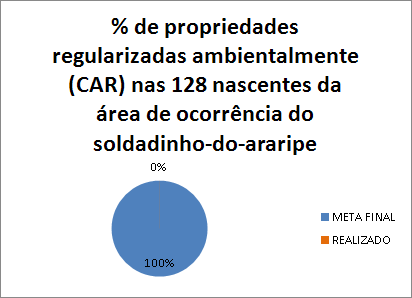 % de propriedades
regularizadas ambientalmente
(CAR) nas 128 nascentes da
área de ocorrência do
soldadinho-do-araripe
0%
META FINAL
REALIZADO
100%